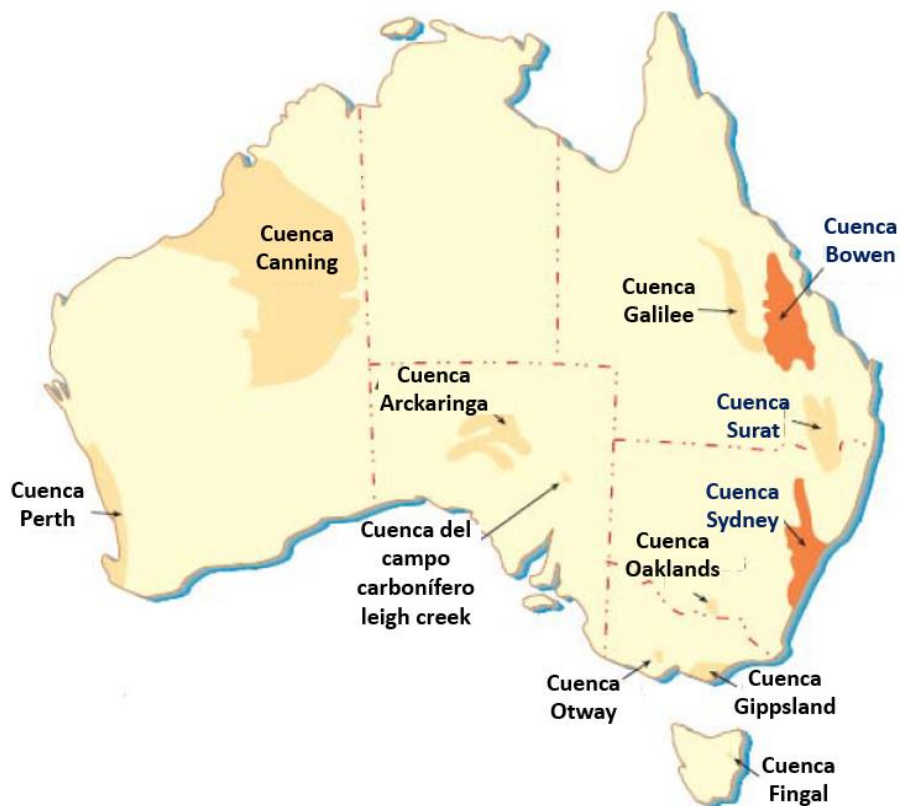 Cuenca
Canning
Cuenca
Bowen
Cuenca
Galilee
Cuenca
Arckaringa
Cuenca
Surat
Cuenca
Perth
Cuenca del
campo
carbonífero
leigh creek
Cuenca
Sydney
Cuenca
Oaklands
Cuenca
Otway
Cuenca
Gippsland
Cuenca
Fingal